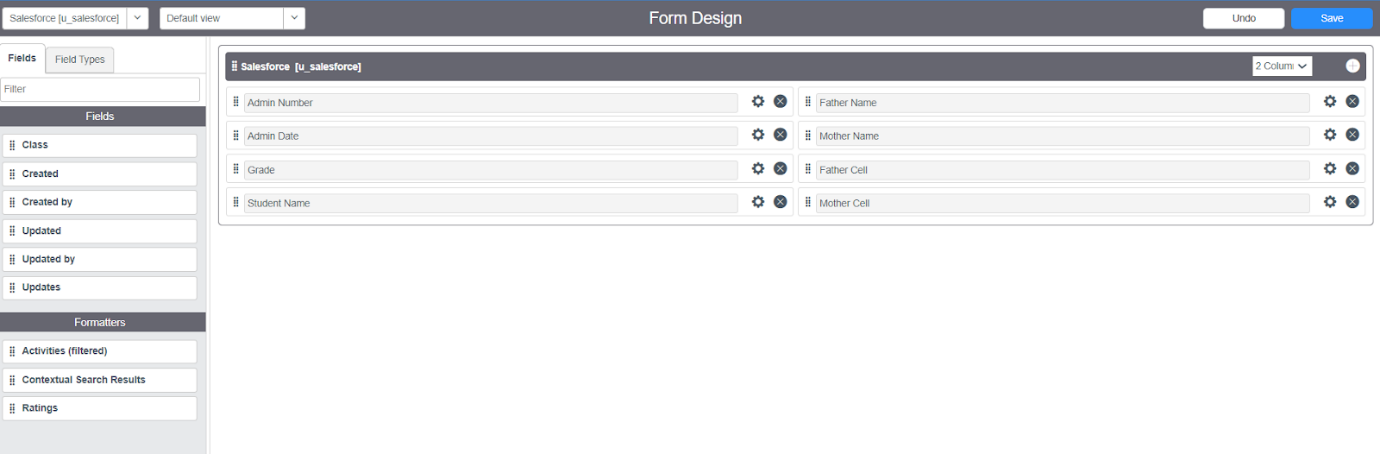 Salesforce [u_salesforce]
Default view
Form Design
Undo
Save
Fields
Field Types
Filter
Fields
Class
Created
Created by
Updated
Updated by
Updates
Formatters
Activities (filtered)
Contextual Search Results
Ratings
Salesforce [u_salesforce]
2 Colum
Admin Number
Father Name
Admin Date
Mother Name
Grade
Father Cell
Student Name
Mother Cell